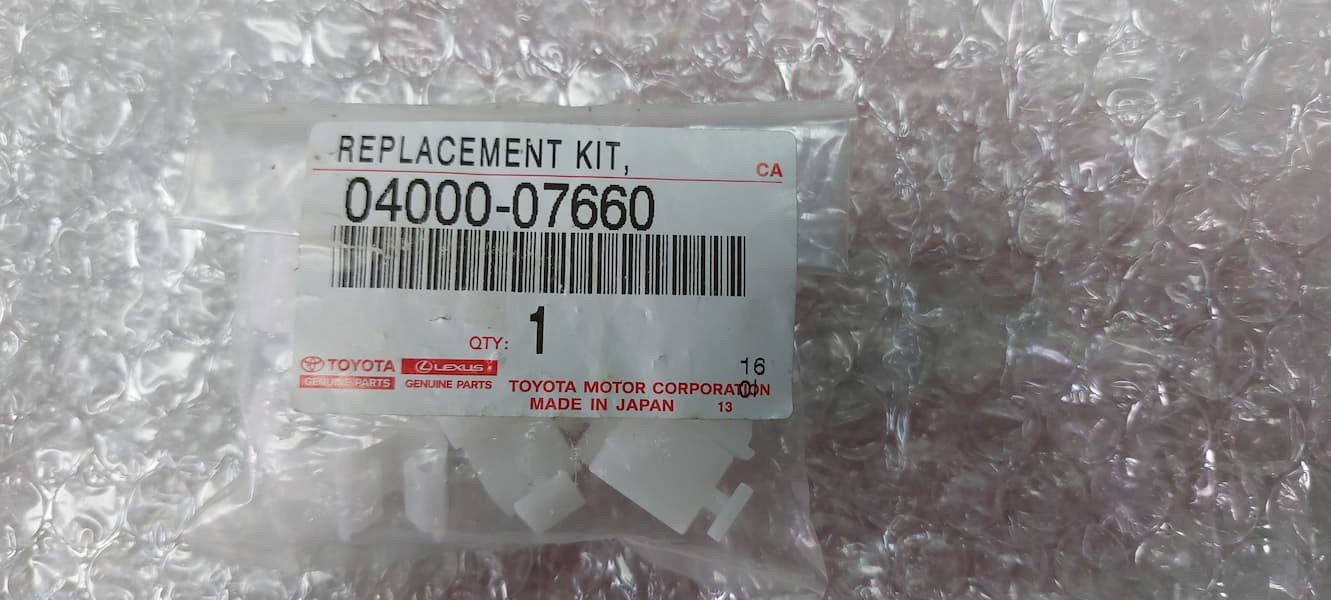 REPLACEMENT KIT,
CA
04000-07660
QTY: 1
TOYOTA LEXUS
GENUINE PARTS GENUINE PARTS
16
TOYOTA MOTOR CORPORATION
MADE IN JAPAN 13